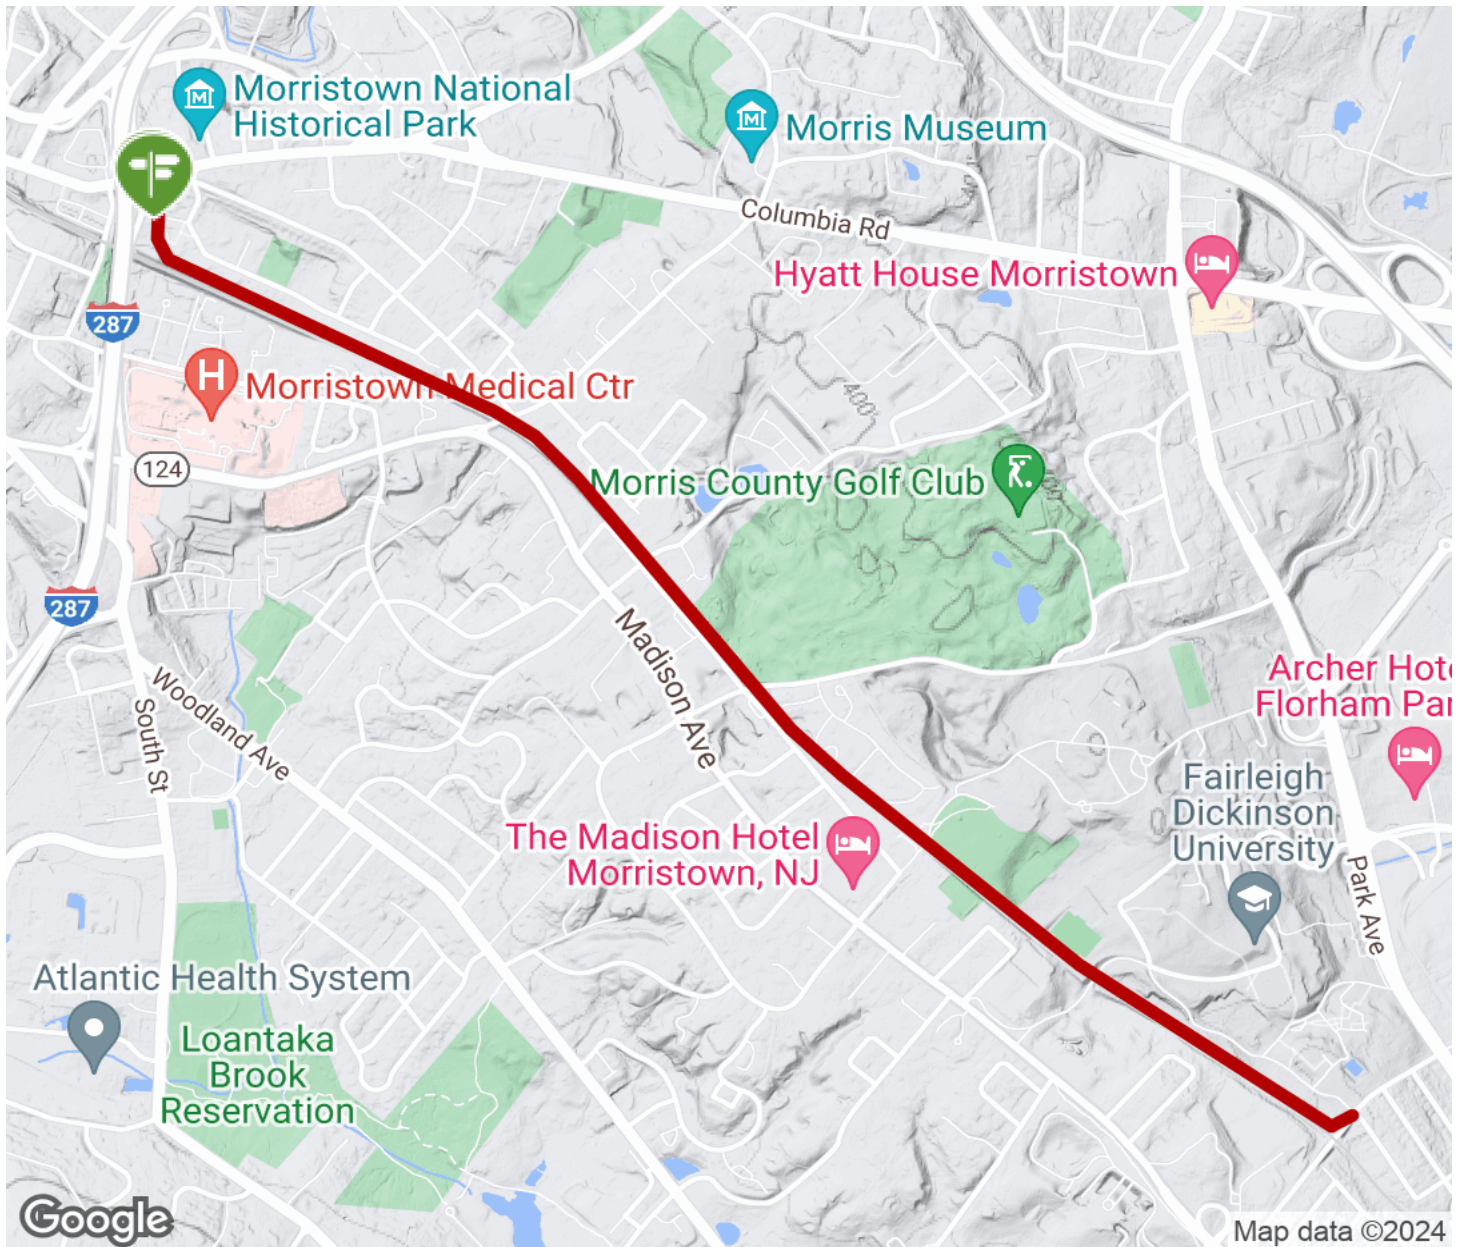 Morristown National
Historical Park
Morris Museum
Columbia Rd
Hyatt House Morristown
287
Morristown Medical Ctr
H
400'
124
Morris County Golf Club
287
Madison Ave
Woodland Ave
South St
Archer Hote
Florham Par
Fairleigh
Dickinson
University
The Madison Hotel
Morristown, NJ
Park Ave
Atlantic Health System
Loantaka
Brook
Reservation
Google
Map data ©2024